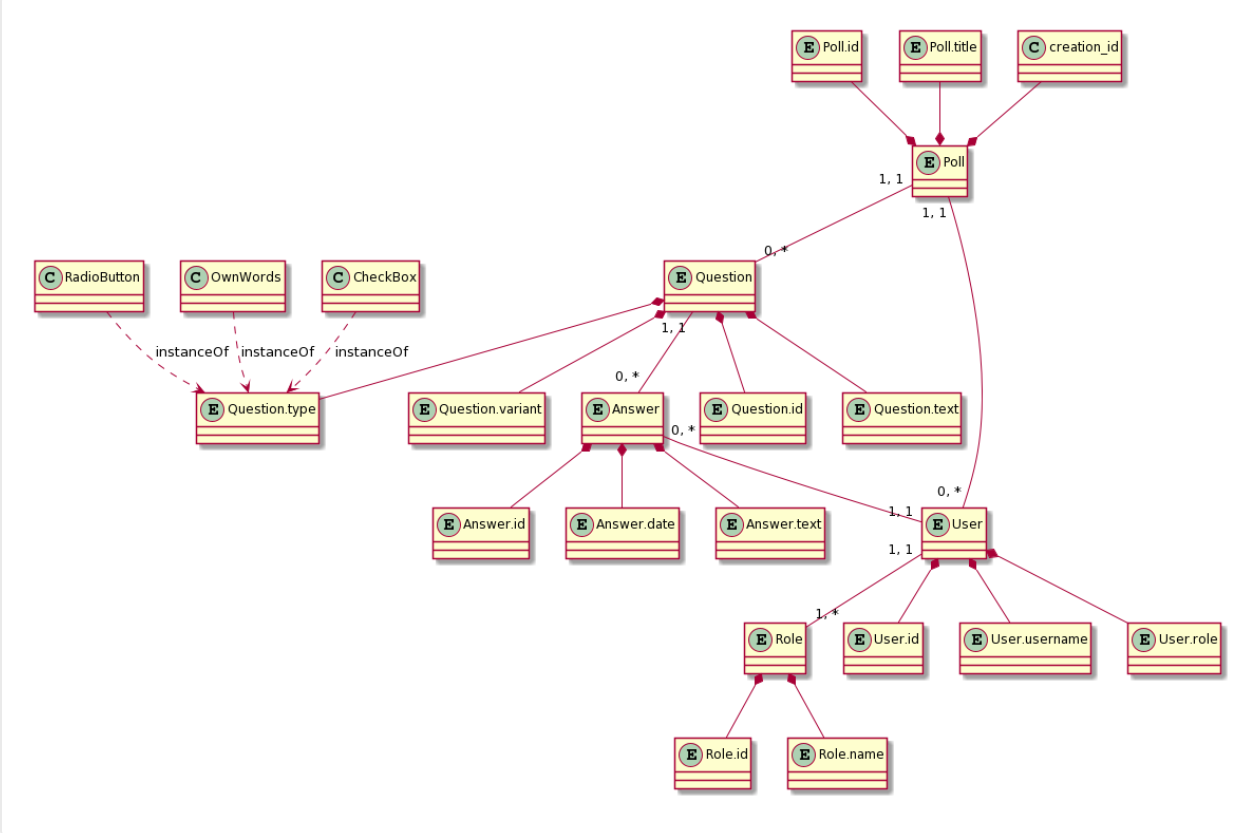 E Poll.id
E Poll.title
C creation_id
E Poll
1, 1
1, 1
0, *
C RadioButton
C OwnWords
C CheckBox
E Question
1, 1
instanceOf
instanceOf
instanceOf
0, *
E Question.type
E Question.variant
E Answer
E Question.id
E Question.text
0, *
0, *
1, 1
E Answer.id
E Answer.date
E Answer.text
E User
1, 1
1, *
E Role
E User.id
E User.username
E User.role
E Role.id
E Role.name